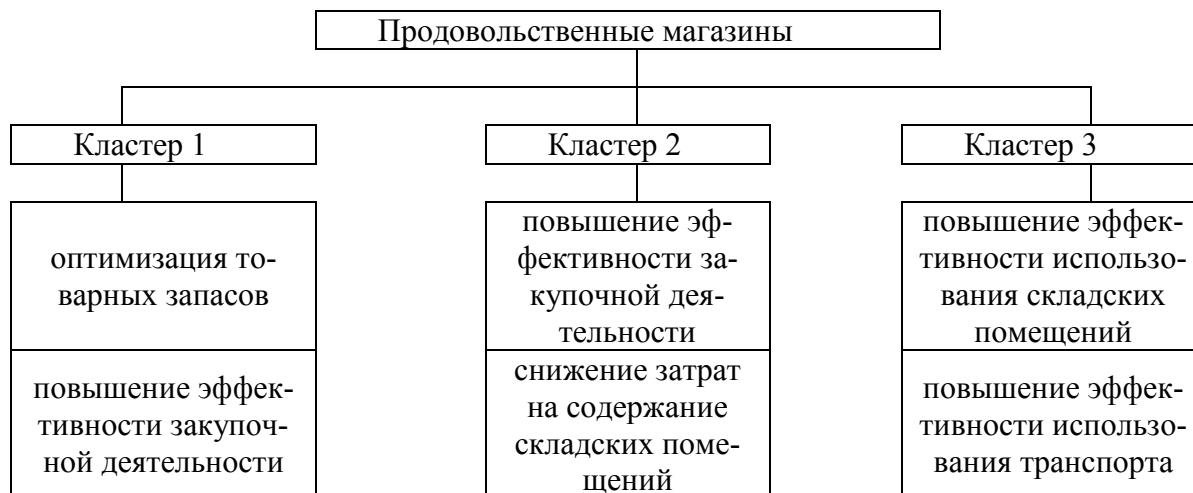 Продовольственные магазины
Кластер 1
Кластер 2
Кластер 3
оптимизация то-
варных запасов
повышение эф-
фективности за-
купочной дея-
тельности
повышение эффек-
тивности использо-
вания складских
помещений
повышение эффек-
тивности закупоч-
ной деятельности
снижение затрат
на содержание
складских поме-
щений
повышение эффек-
тивности использо-
вания транспорта